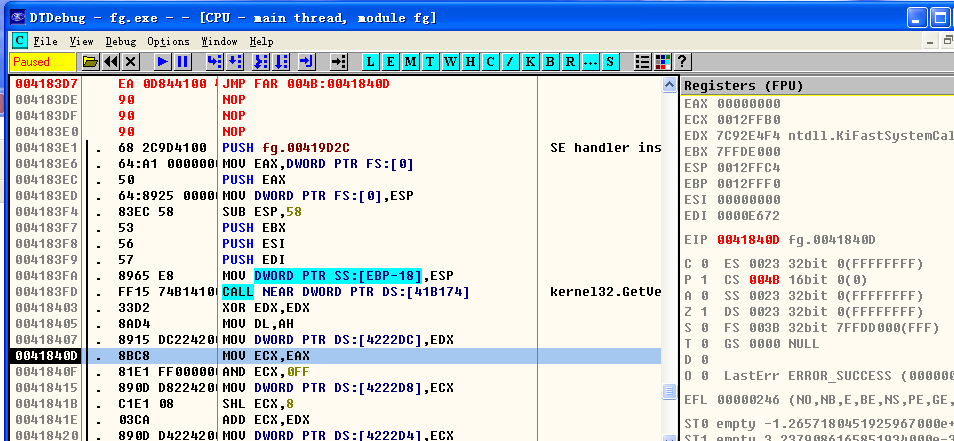 DTDebug - fg.exe - - [CPU - main thread, module fg]
C File View Debug Options Window Help
Paused L E M T W H C / K B R ... S ?
004183D7 EA 0D844100 JMP FAR 004B:0041840D
004183DE 90 NOP
004183DF 90 NOP
004183E0 90 NOP
004183E1 . 68 2C9D4100 PUSH fg.00419D2C SE handler ins
004183E6 . 64:A1 0000000 MOV EAX,DWORD PTR FS:[0]
004183EC . 50 PUSH EAX
004183ED . 64:8925 00000 MOV DWORD PTR FS:[0],ESP
004183F4 . 83EC 58 SUB ESP,58
004183F7 . 53 PUSH EBX
004183F8 . 56 PUSH ESI
004183F9 . 57 PUSH EDI
004183FA . 8965 E8 MOV DWORD PTR SS:[EBP-18],ESP
004183FD . FF15 74B14100 CALL NEAR DWORD PTR DS:[41B174] kernel32.GetVe
00418403 . 33D2 XOR EDX,EDX
00418405 . 8AD4 MOV DL,AH
00418407 . 8915 DC224200 MOV DWORD PTR DS:[4222DC],EDX
0041840D . 8BC8 MOV ECX,EAX
0041840F . 81E1 FF000000 AND ECX,0FF
00418415 . 890D D8224200 MOV DWORD PTR DS:[4222D8],ECX
0041841B . C1E1 08 SHL ECX,8
0041841E . 03CA ADD ECX,EDX
00418420 . 890D D4224200 MOV DWORD PTR DS:[4222D4],ECX
Registers (FPU)
EAX 00000000
ECX 0012FFB0
EDX 7C92E4F4 ntdll.KiFastSystemCal
EBX 7FFDE000
ESP 0012FFC4
EBP 0012FFF0
ESI 00000000
EDI 0000E672
EIP 0041840D fg.0041840D
C 0 ES 0023 32bit 0(FFFFFFFF)
P 1 CS 004B 16bit 0(0)
A 0 SS 0023 32bit 0(FFFFFFFF)
Z 1 DS 0023 32bit 0(FFFFFFFF)
S 0 FS 003B 32bit 7FFDD000(FFF)
T 0 GS 0000 NULL
D 0
O 0 LastErr ERROR_SUCCESS (000000
EFL 00000246 (NO,NB,E,BE,NS,PE,GE,
ST0 empty -1.2657180451925967000e+